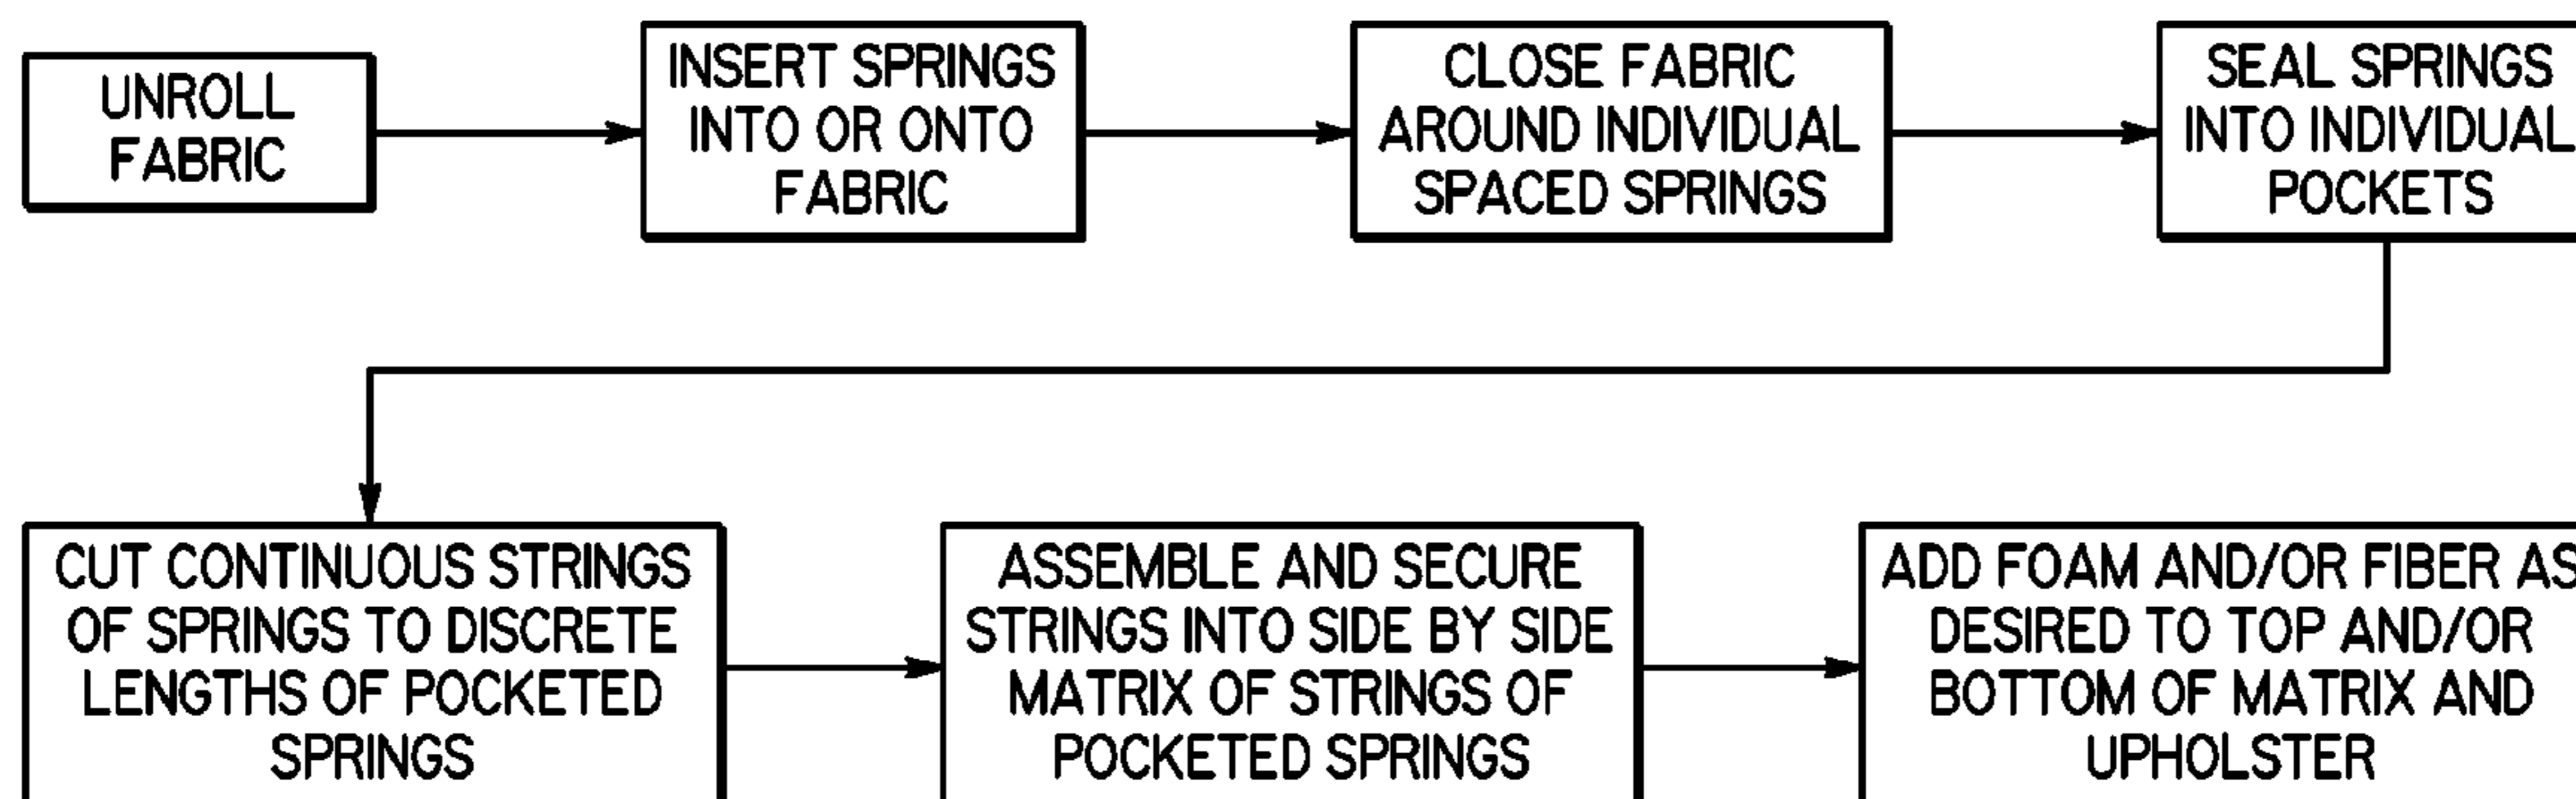 UNROLL
FABRIC
INSERT SPRINGS
INTO OR ONTO
FABRIC
CLOSE FABRIC
AROUND INDIVIDUAL
SPACED SPRINGS
SEAL SPRINGS
INTO INDIVIDUAL
POCKETS
CUT CONTINUOUS STRINGS
OF SPRINGS TO DISCRETE
LENGTHS OF POCKETED
SPRINGS
ASSEMBLE AND SECURE
STRINGS INTO SIDE BY SIDE
MATRIX OF STRINGS OF
POCKETED SPRINGS
ADD FOAM AND/OR FIBER AS
DESIRED TO TOP AND/OR
BOTTOM OF MATRIX AND
UPHOLSTER